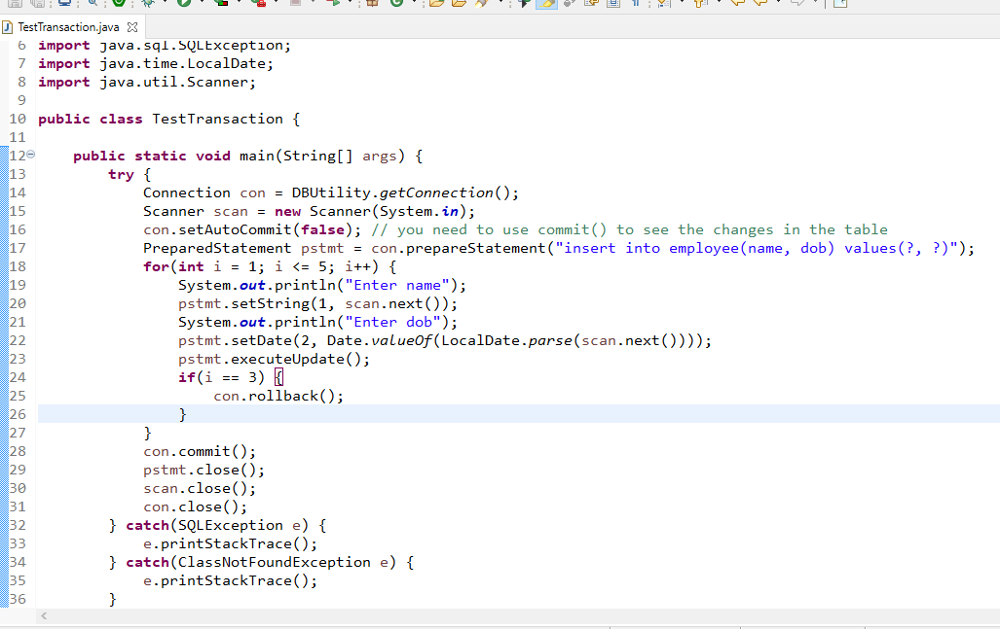 TestTransaction.java
6 import java.sql.SQLException;
7 import java.time.LocalDate;
8 import java.util.Scanner;
9
10 public class TestTransaction {
11
12 public static void main(String[] args) {
13 try {
14 Connection con = DBUtility.getConnection();
15 Scanner scan = new Scanner(System.in);
16 con.setAutoCommit(false); // you need to use commit() to see the changes in the table
17 PreparedStatement pstmt = con.prepareStatement("insert into employee(name, dob) values(?, ?)");
18 for(int i = 1; i <= 5; i++) {
19 System.out.println("Enter name");
20 pstmt.setString(1, scan.next());
21 System.out.println("Enter dob");
22 pstmt.setDate(2, Date.valueOf(LocalDate.parse(scan.next())));
23 pstmt.executeUpdate();
24 if(i == 3) {
25 con.rollback();
26 }
27 }
28 con.commit();
29 pstmt.close();
30 scan.close();
31 con.close();
32 } catch(SQLException e) {
33 e.printStackTrace();
34 } catch(ClassNotFoundException e) {
35 e.printStackTrace();
36 }